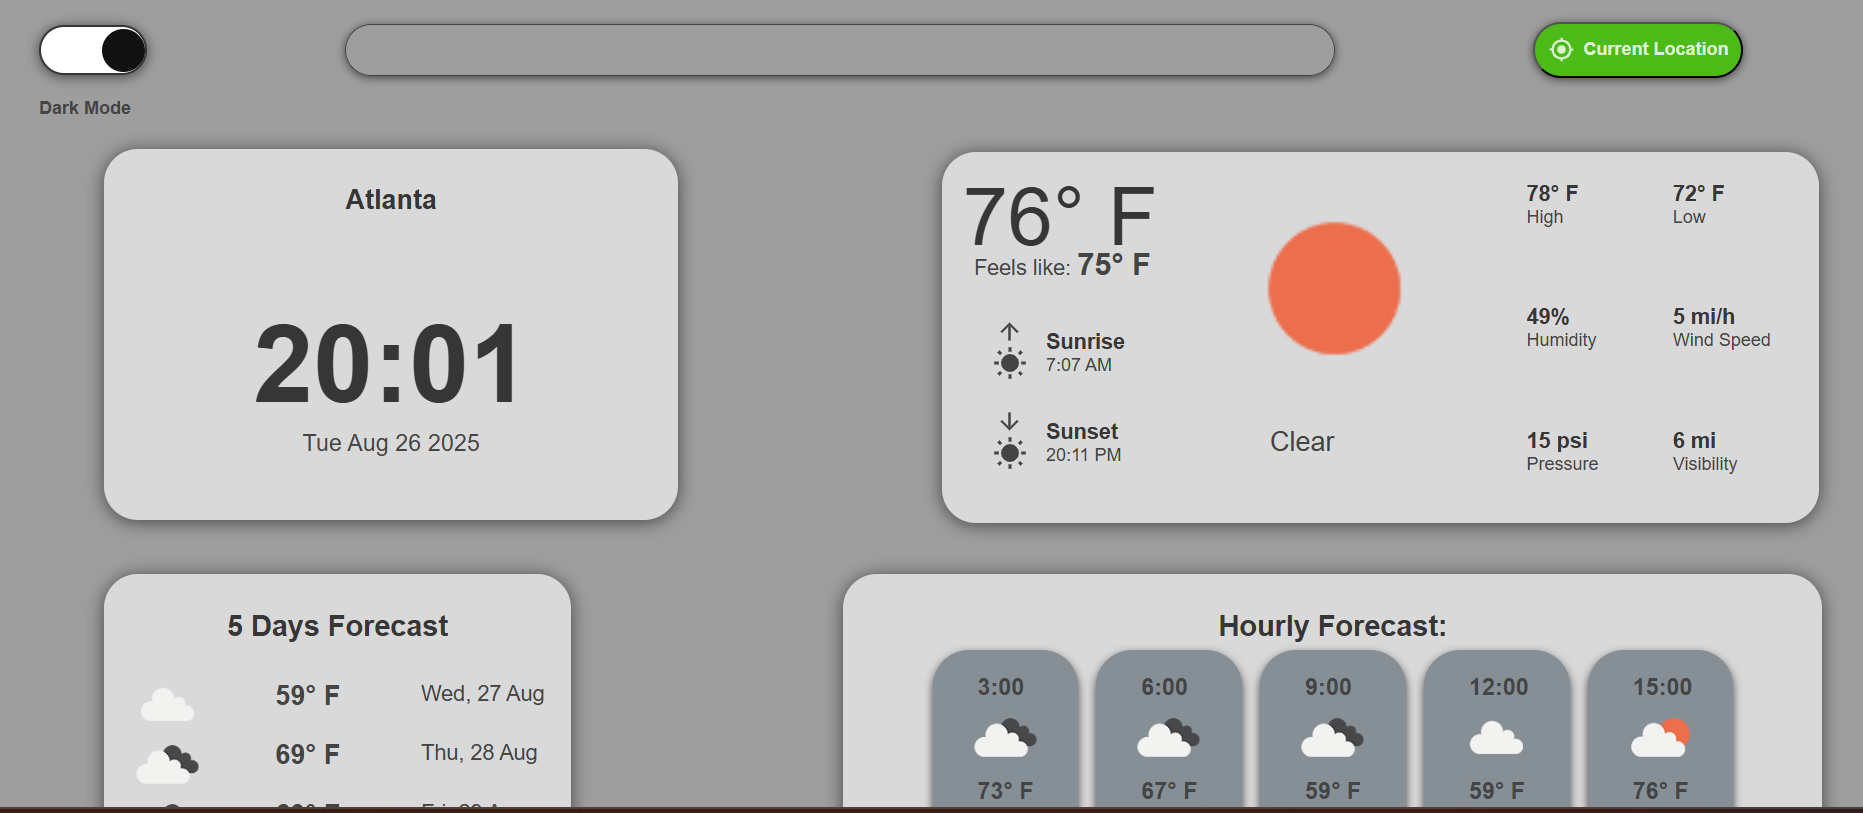 Current Location
Dark Mode
Atlanta
20:01
Tue Aug 26 2025
76° F
Feels like: 75° F
Sunrise
7:07 AM
Sunset
20:11 PM
Clear
78° F
High
72° F
Low
49%
Humidity
5 mi/h
Wind Speed
15 psi
Pressure
6 mi
Visibility
5 Days Forecast
59° F
Wed, 27 Aug
69° F
Thu, 28 Aug
Hourly Forecast:
3:00
6:00
9:00
12:00
15:00
73° F
67° F
59° F
59° F
76° F